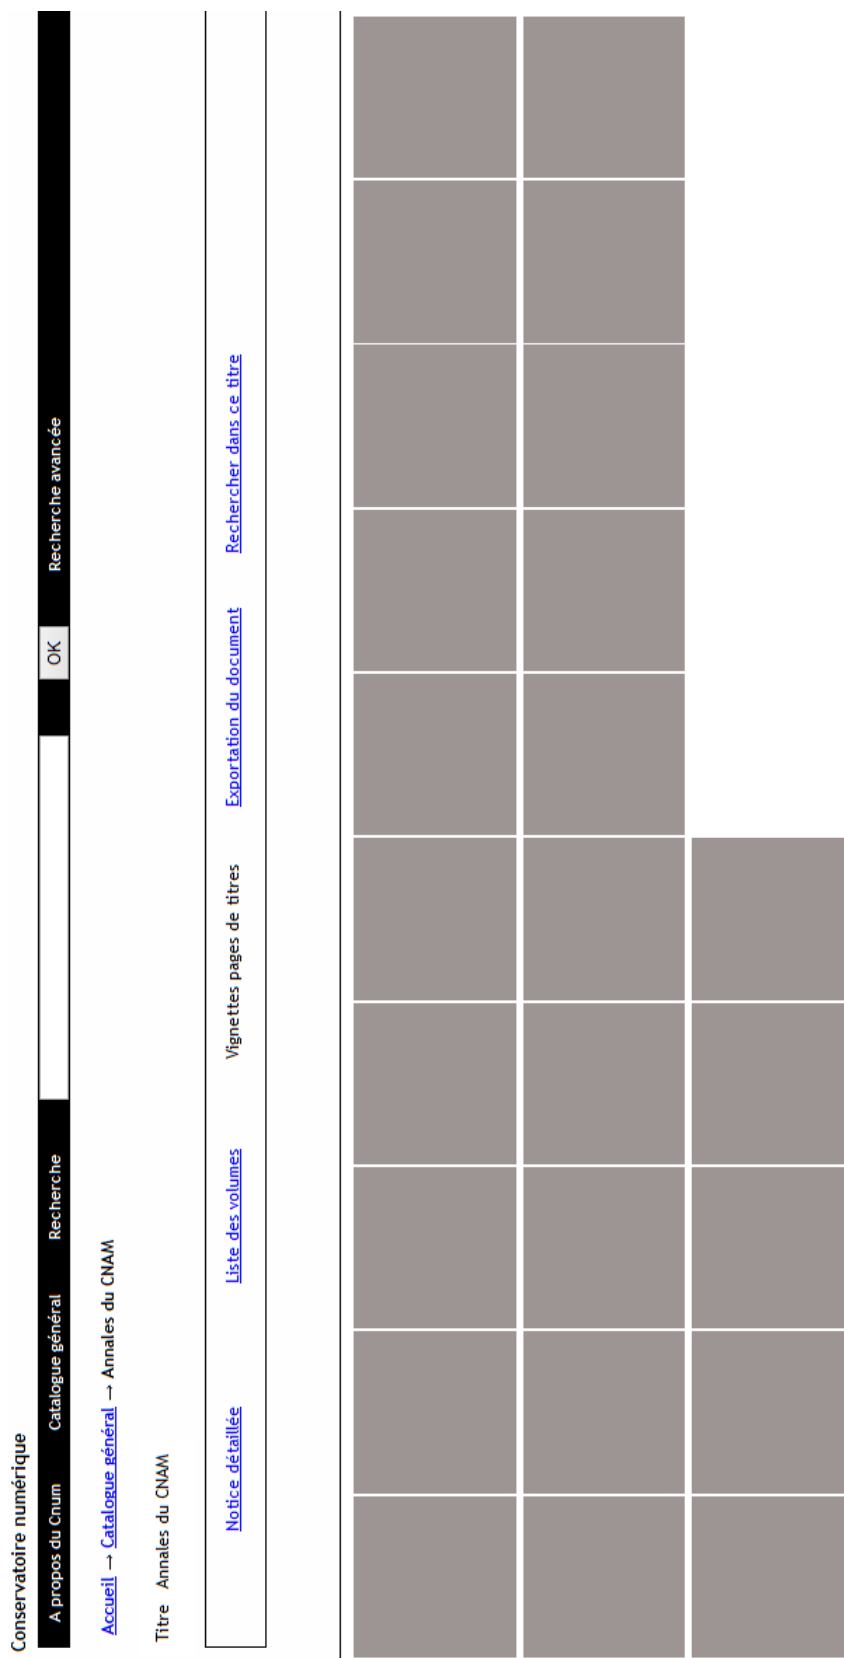 Conservatoire numérique
A propos du Cnum Catalogue général Recherche OK Recherche avancée
Accueil → Catalogue général → Annales du CNAM
Titre Annales du CNAM
Notice détaillée Liste des volumes Vignettes pages de titres Exportation du document Rechercher dans ce titre